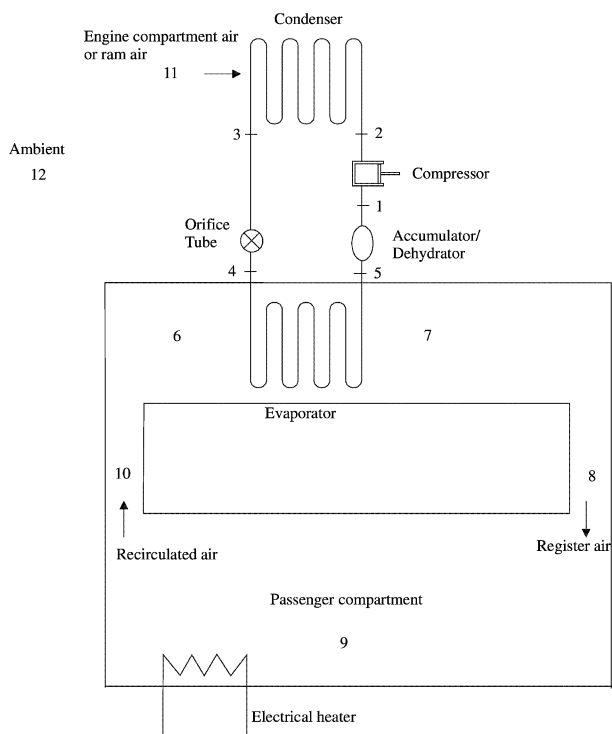 Condenser
Engine compartment air
or ram air
11
3
2
Ambient
12
Compressor
1
Orifice
Tube
Accumulator/
Dehydrator
4
5
6
7
Evaporator
10
8
Recirculated air
Register air
Passenger compartment
9
Electrical heater